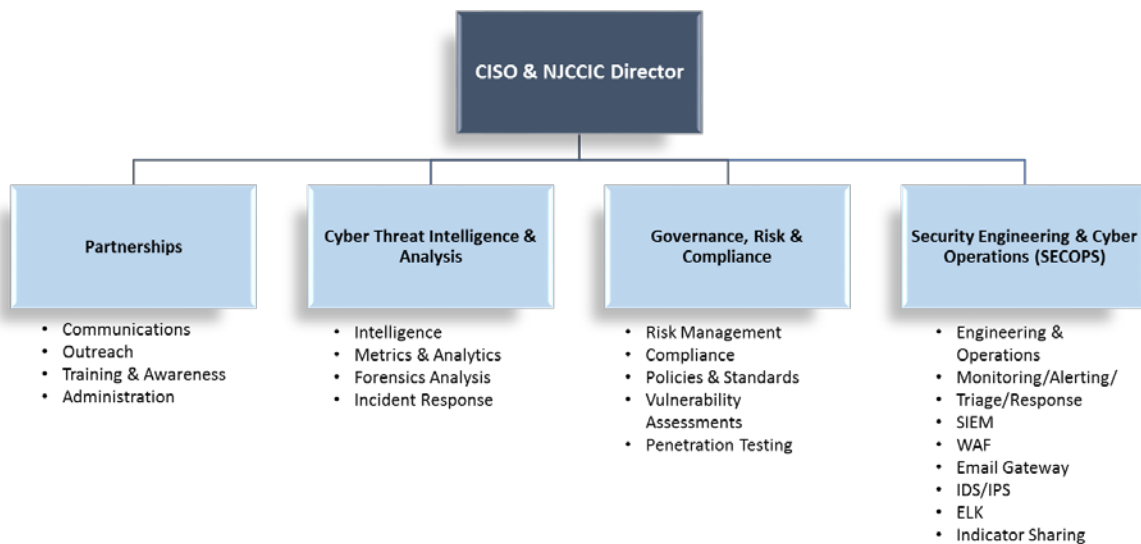 CISO & NJCCIC Director
Partnerships
• Communications
• Outreach
• Training & Awareness
• Administration
Cyber Threat Intelligence &
Analysis
• Intelligence
• Metrics & Analytics
• Forensics Analysis
• Incident Response
Governance, Risk &
Compliance
• Risk Management
• Compliance
• Policies & Standards
• Vulnerability
Assessments
• Penetration Testing
Security Engineering & Cyber
Operations (SECOPS)
• Engineering &
Operations
• Monitoring/Alerting/
• Triage/Response
• SIEM
• WAF
• Email Gateway
• IDS/IPS
• ELK
• Indicator Sharing